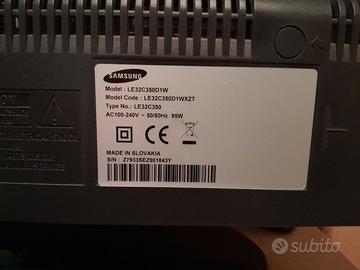 SAMSUNG
Model : LE32C350D1W
Model Code : LE32C350D1WXZT
Type No.: LE32C350
AC100-240V ~ 50/60Hz 95W
MADE IN SLOVAKIA
S/N : Z7933SEZ901843Y
subito